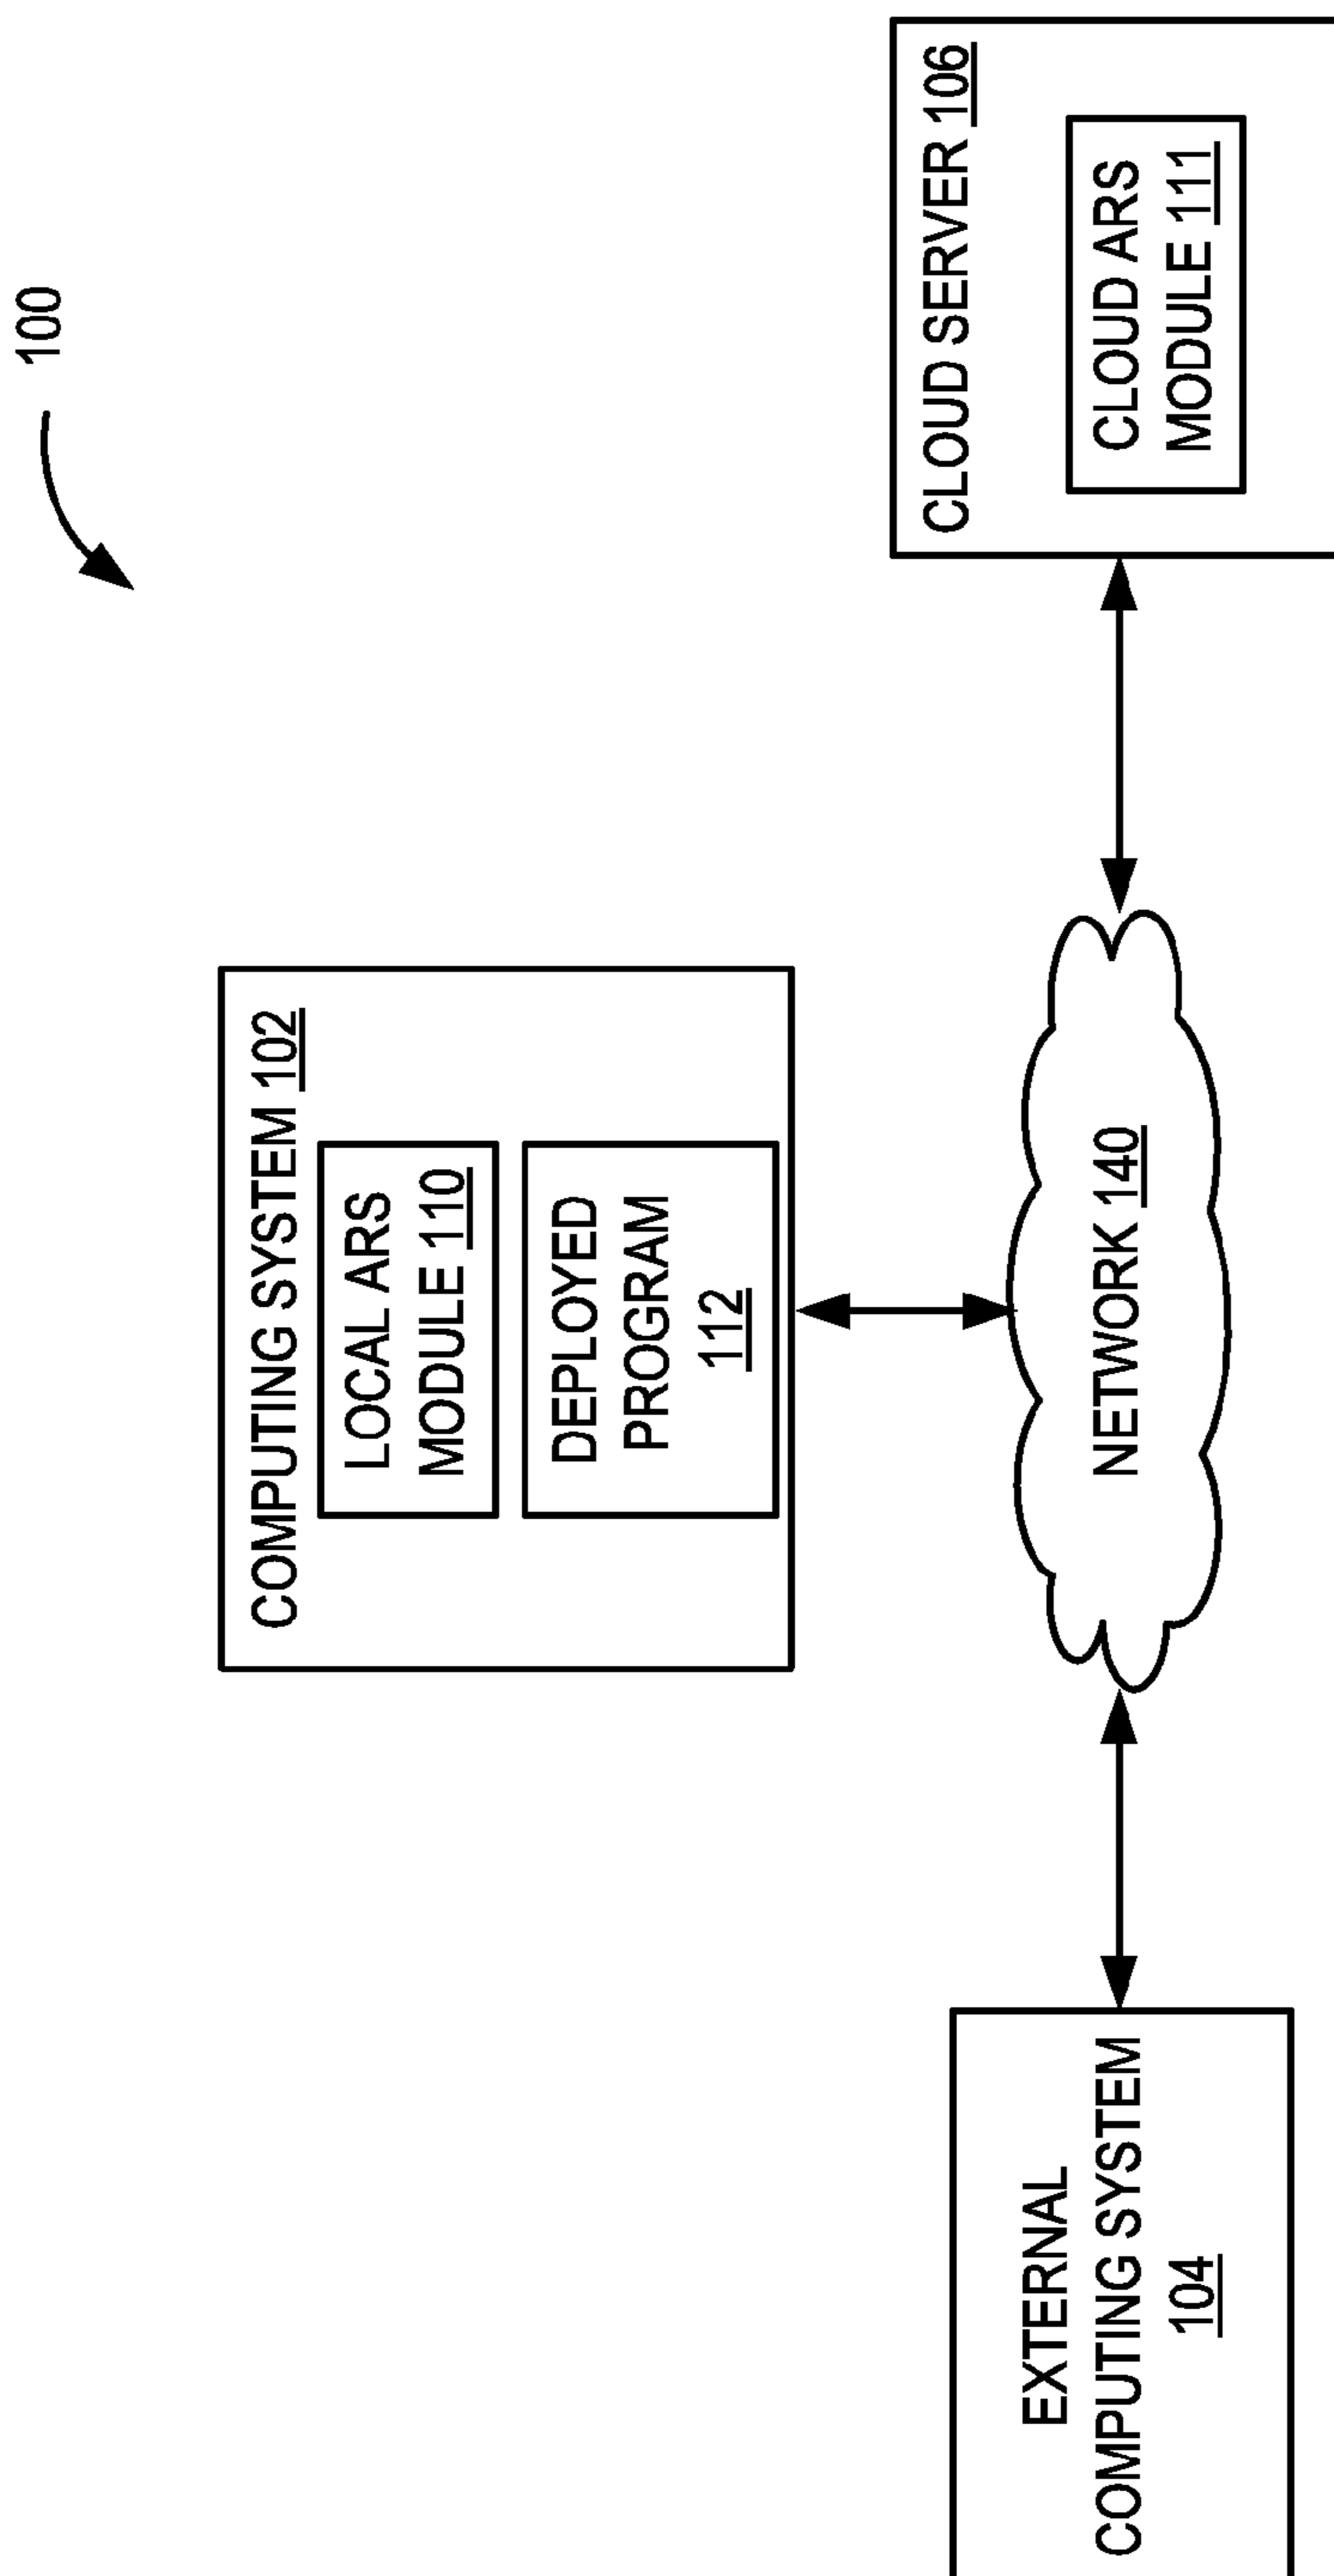 100
COMPUTING SYSTEM 102
LOCAL ARS
MODULE 110
DEPLOYED
PROGRAM
112
EXTERNAL
COMPUTING SYSTEM
104
NETWORK 140
CLOUD SERVER 106
CLOUD ARS
MODULE 111